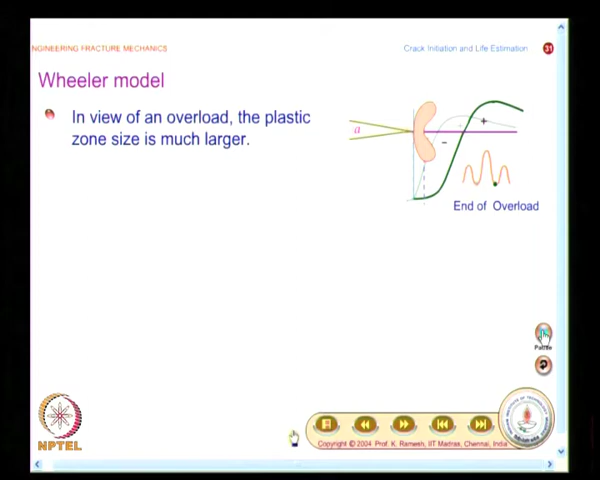 NGINEERING FRACTURE MECHANICS
Crack Initiation and Life Estimation
31
Wheeler model
In view of an overload, the plastic
zone size is much larger.
a
-
+
End of Overload
Pause
NPTEL
Copyright © 2004 Prof. K. Ramesh, IIT Madras, Chennai, India